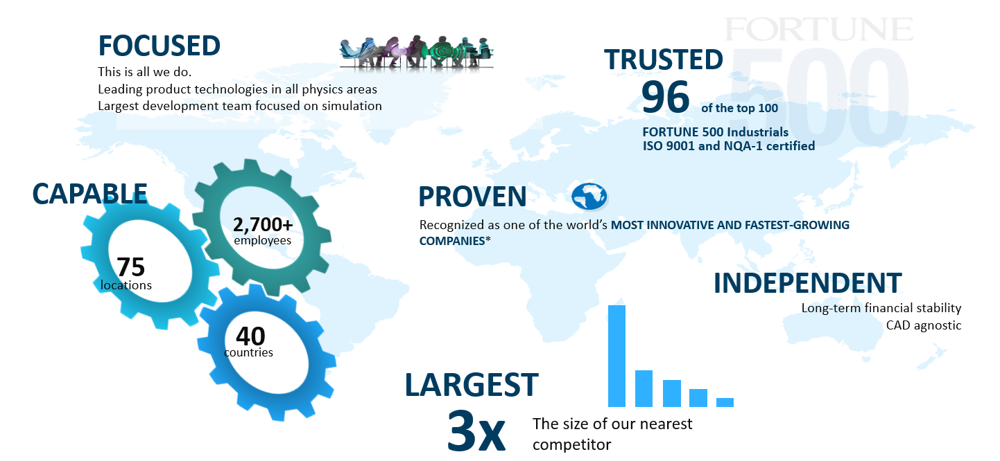 FORTUNE
500
FOCUSED
This is all we do.
Leading product technologies in all physics areas
Largest development team focused on simulation
TRUSTED
96 of the top 100
FORTUNE 500 Industrials
ISO 9001 and NQA-1 certified
CAPABLE
2,700+
employees
75
locations
40
countries
PROVEN
Recognized as one of the world’s MOST INNOVATIVE AND FASTEST-GROWING
COMPANIES*
INDEPENDENT
Long-term financial stability
CAD agnostic
LARGEST
3x The size of our nearest
competitor